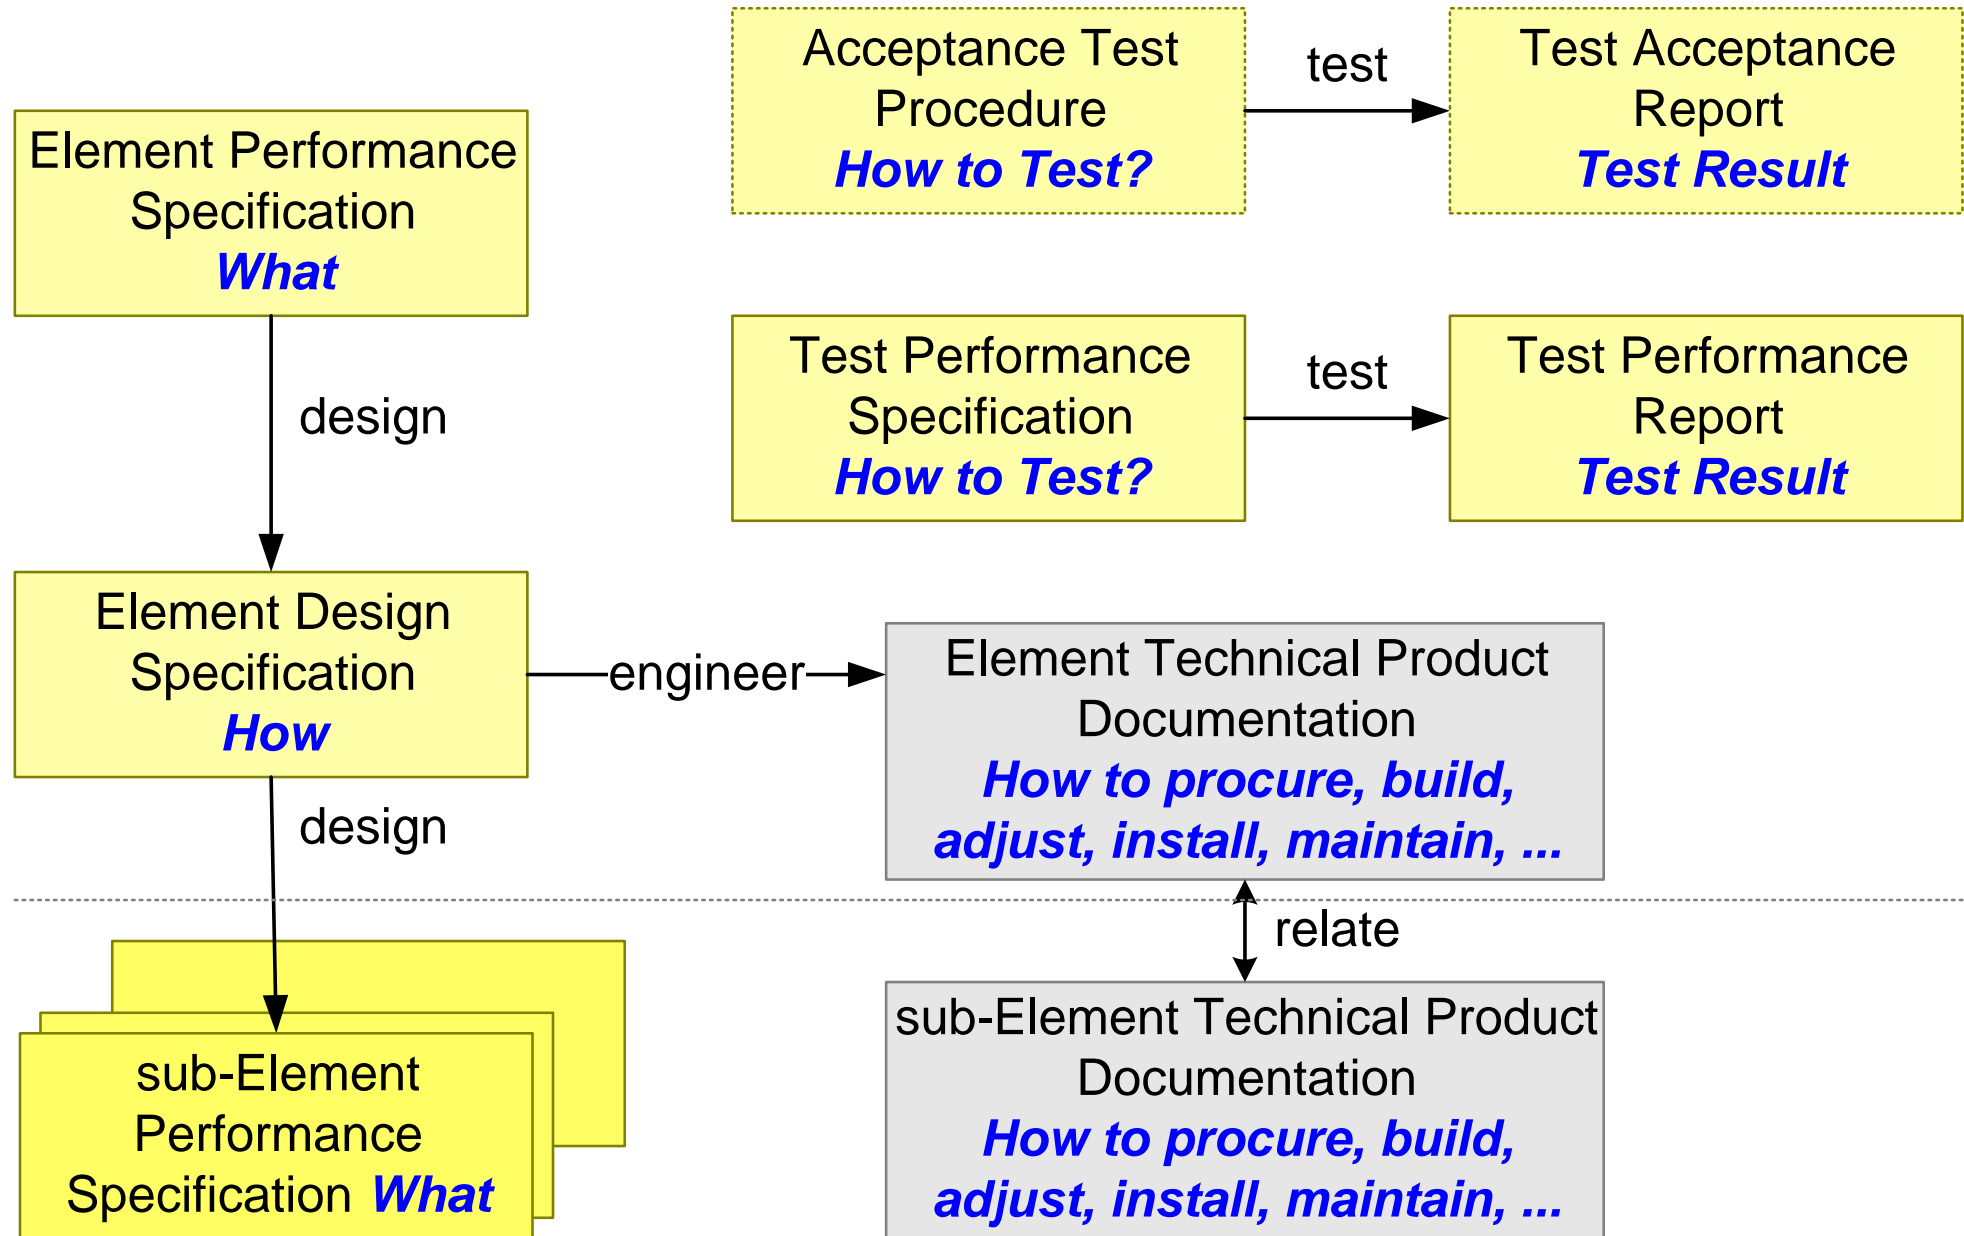 Element Performance
Specification
What
design
Acceptance Test
Procedure
How to Test?
test
Test Acceptance
Report
Test Result
Test Performance
Specification
How to Test?
test
Test Performance
Report
Test Result
Element Design
Specification
How
engineer
Element Technical Product
Documentation
How to procure, build,
adjust, install, maintain, ...
design
relate
sub-Element
Performance
Specification What
sub-Element Technical Product
Documentation
How to procure, build,
adjust, install, maintain, ...